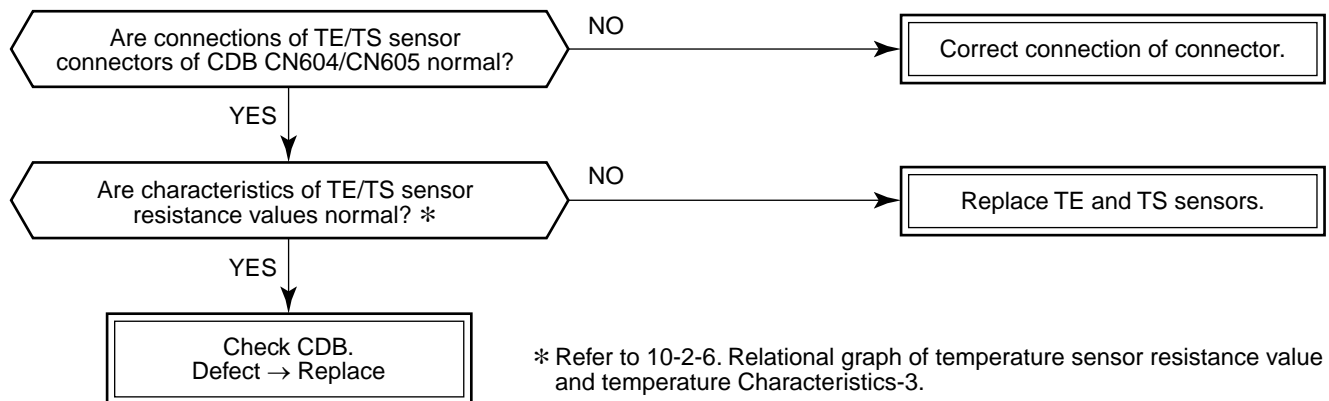 Are connections of TE/TS sensor
connectors of CDB CN604/CN605 normal?
NO
Correct connection of connector.
YES
Are characteristics of TE/TS sensor
resistance values normal? *
NO
Replace TE and TS sensors.
YES
Check CDB.
Defect → Replace
* Refer to 10-2-6. Relational graph of temperature sensor resistance value
and temperature Characteristics-3.